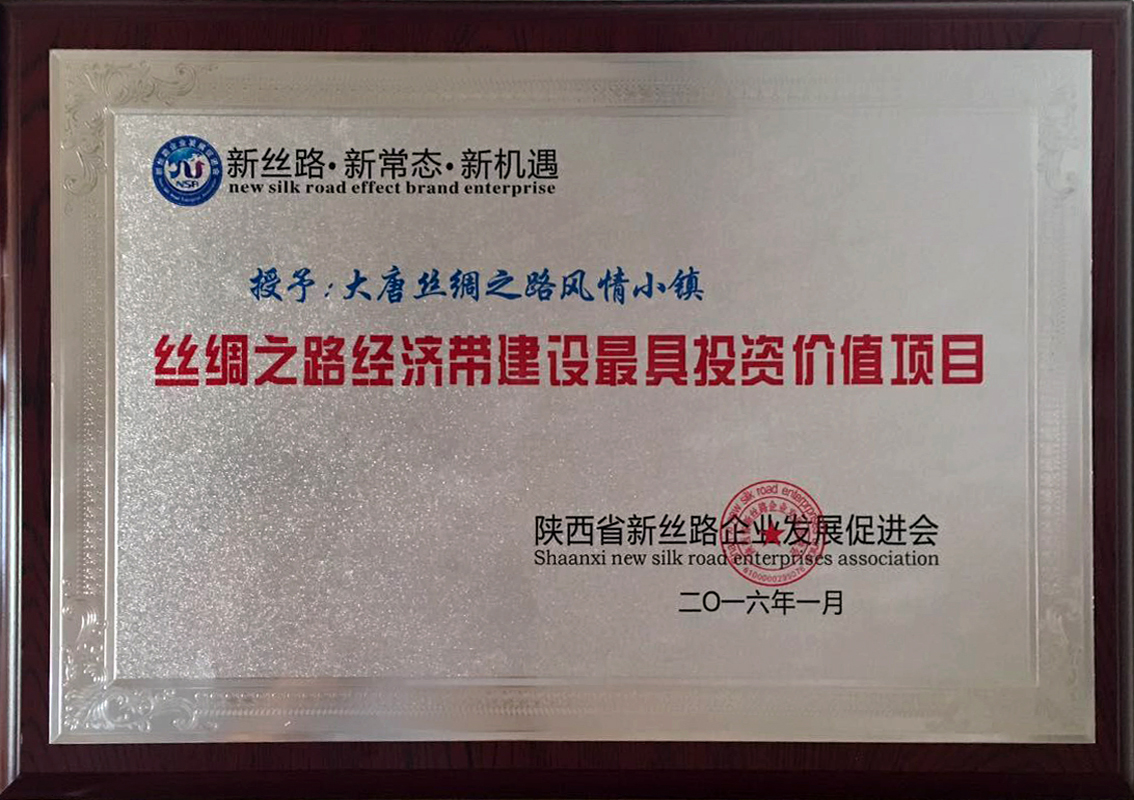 新丝路·新常态·新机遇
new silk road effect brand enterprise
NSR
授予:大唐丝绸之路风情小镇
丝绸之路经济带建设最具投资价值项目
陕西省新丝路企业发展促进会
Shaanxi new silk road enterprises association
二〇一六年一月